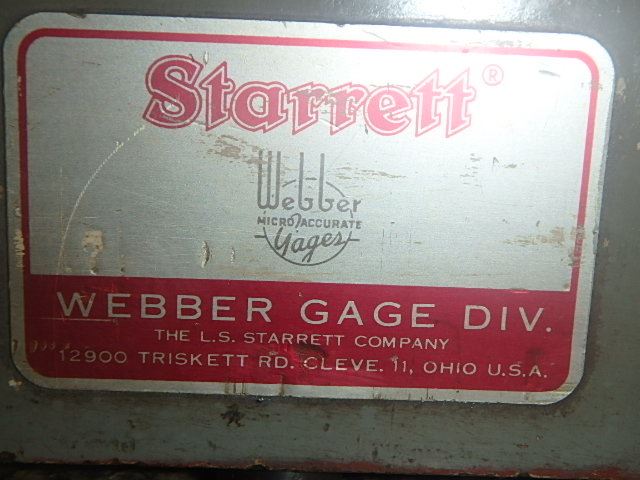 Starrett®
Webber
MICRO ACCURATE
Gages
WEBBER GAGE DIV.
THE L.S. STARRETT COMPANY
12900 TRISKETT RD. CLEVE. 11, OHIO U.S.A.